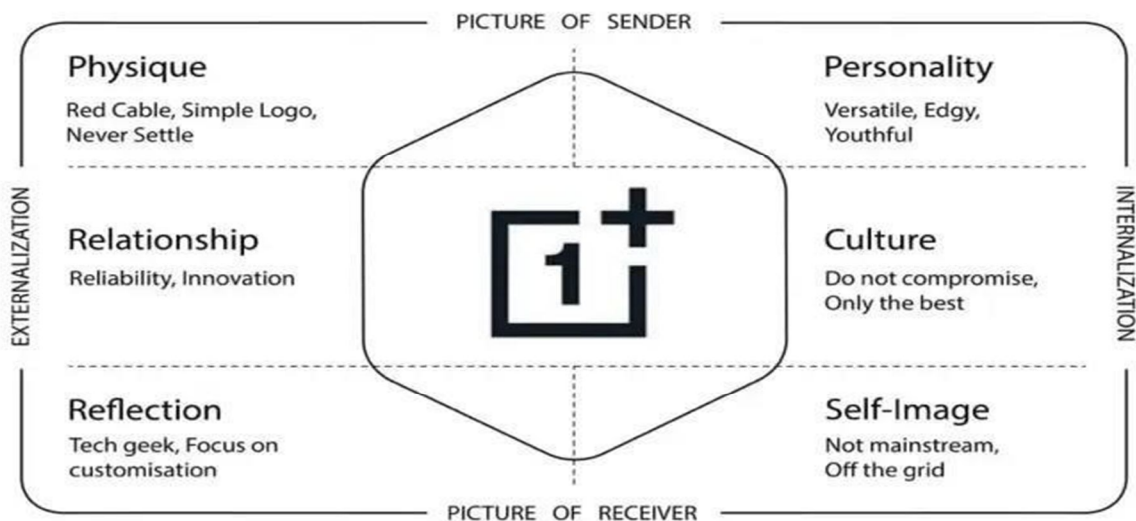 PICTURE OF SENDER
Physique
Red Cable, Simple Logo,
Never Settle
Personality
Versatile, Edgy,
Youthful
EXTERNALIZATION
Relationship
Reliability, Innovation
1+
Culture
Do not compromise,
Only the best
INTERNALIZATION
Reflection
Tech geek, Focus on
customisation
Self-Image
Not mainstream,
Off the grid
PICTURE OF RECEIVER